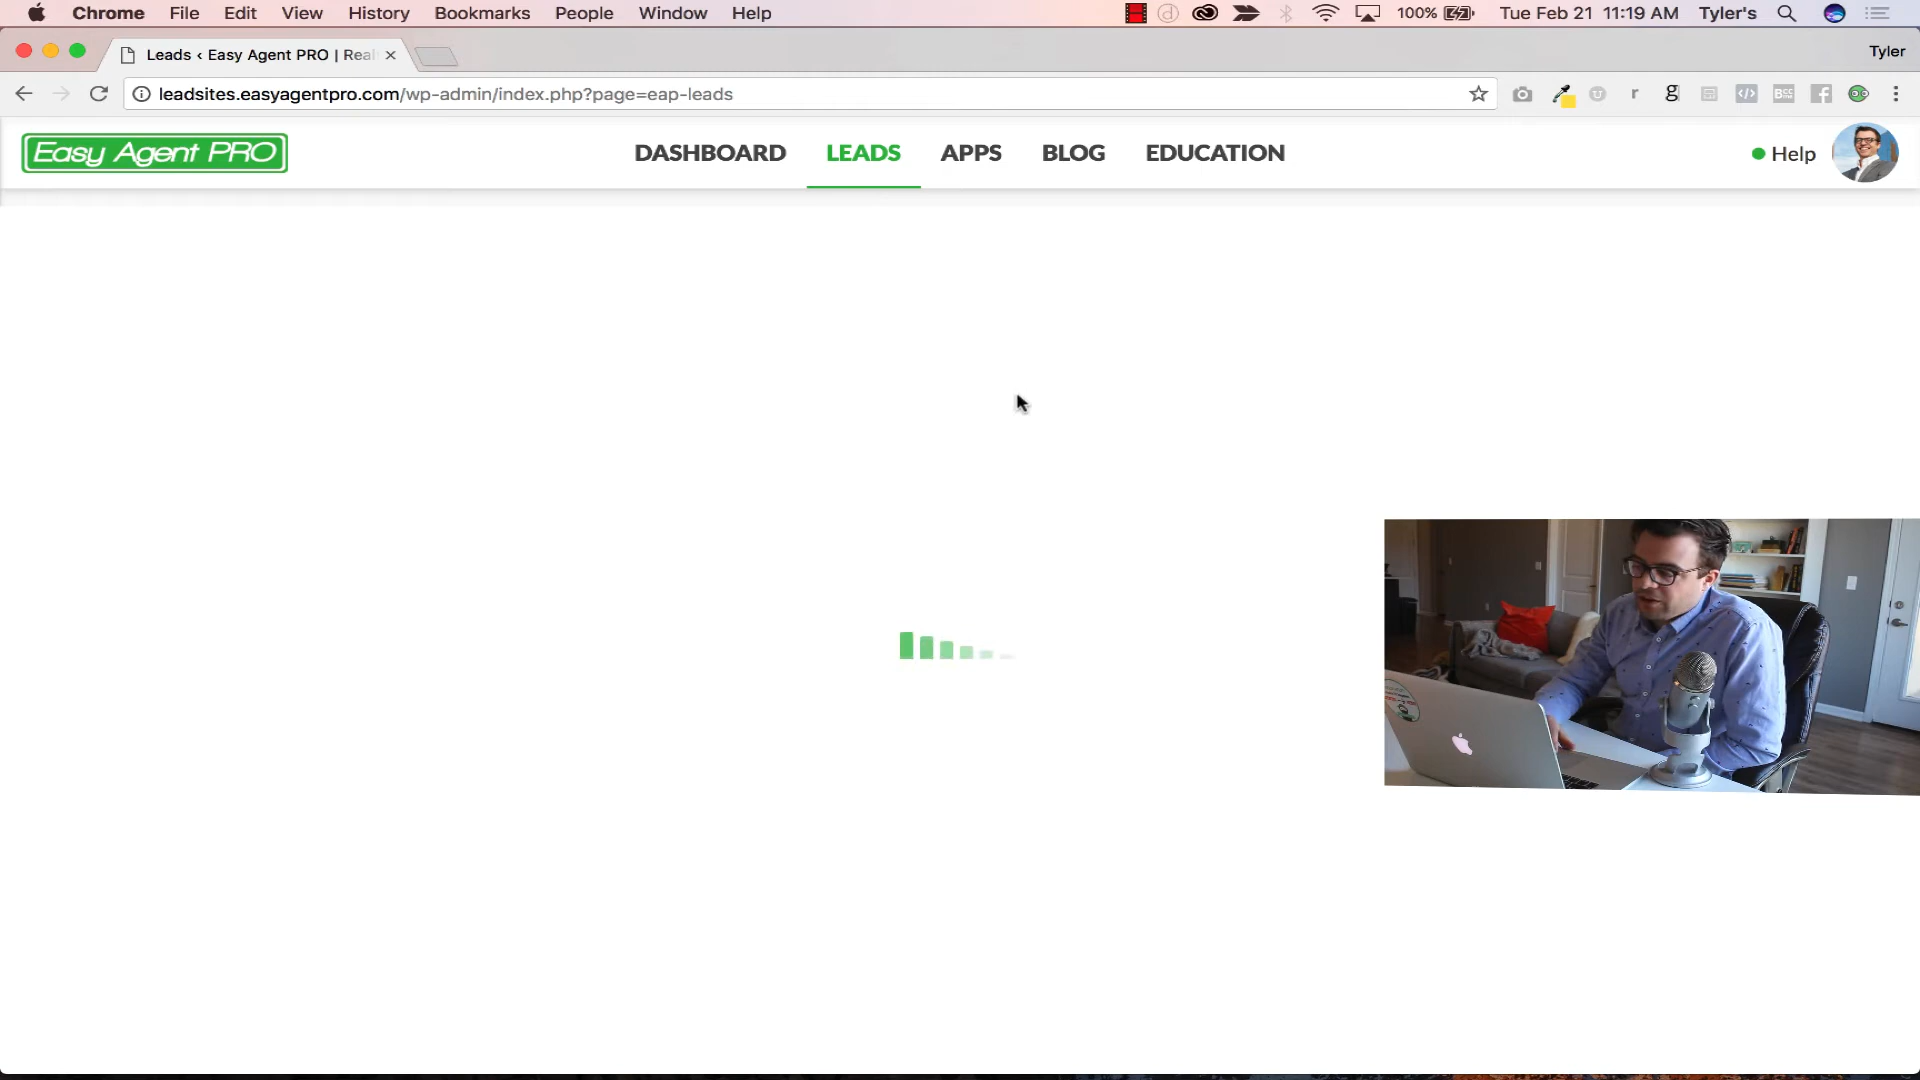 Chrome File Edit View History Bookmarks People Window Help 100% Tue Feb 21 11:19 AM Tyler's
Leads ‹ Easy Agent PRO | Real Tyler
leadsites.easyagentpro.com/wp-admin/index.php?page=eap-leads
Easy Agent PRO DASHBOARD LEADS APPS BLOG EDUCATION Help